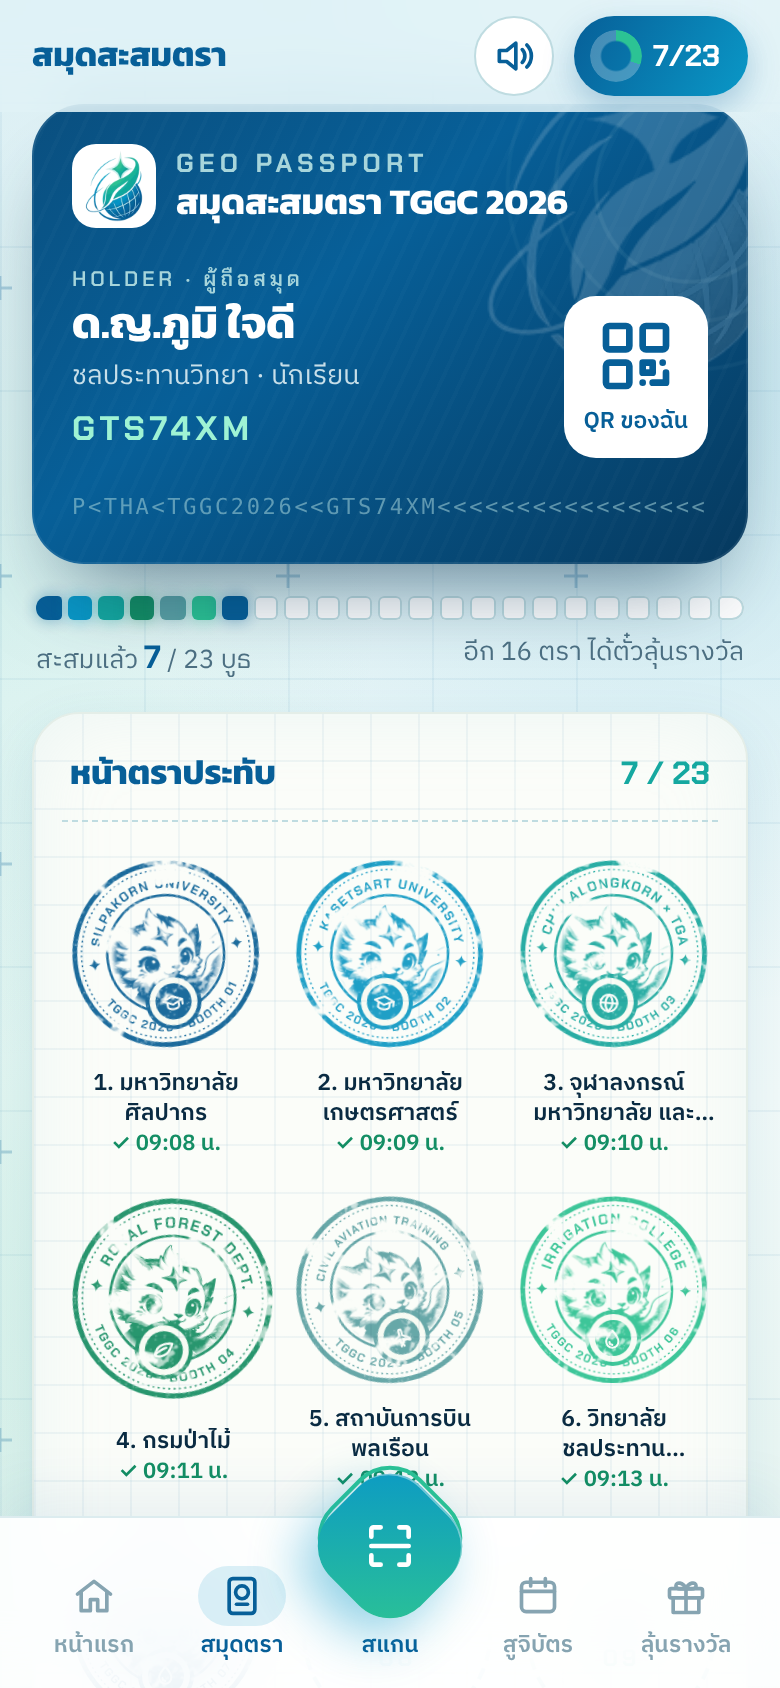 สมุดสะสมตรา
7/23
GEO PASSPORT
สมุดสะสมตรา TGGC 2026
HOLDER · ผู้ถือสมุด
ด.ญ.ภูมิ ใจดี
ชลประทานวิทยา · นักเรียน
GTS74XM
QR ของฉัน
P<THA<TGGC2026<<GTS74XM<<<<<<<<<<<<<<<<<
สะสมแล้ว 7 / 23 บูธ
อีก 16 ตรา ได้ตั๋วลุ้นรางวัล
หน้าตราประทับ
7 / 23
SILPAKORN UNIVERSITY
TGGC 2026 BOOTH 01
KASETSART UNIVERSITY
TGGC 2026 BOOTH 02
CHULALONGKORN × TGA
TGGC 2026 BOOTH 03
1. มหาวิทยาลัย
ศิลปากร
09:08 น.
2. มหาวิทยาลัย
เกษตรศาสตร์
09:09 น.
3. จุฬาลงกรณ์
มหาวิทยาลัย และ...
09:10 น.
ROYAL FOREST DEPT.
TGGC 2026 BOOTH 04
CIVIL AVIATION TRAINING
TGGC 2026 BOOTH 05
IRRIGATION COLLEGE
TGGC 2026 BOOTH 06
4. กรมป่าไม้
09:11 น.
5. สถาบันการบิน
พลเรือน
น.
6. วิทยาลัย
ชลประทาน...
09:13 น.
หน้าแรก
สมุดตรา
สแกน
สูจิบัตร
ลุ้นรางวัล